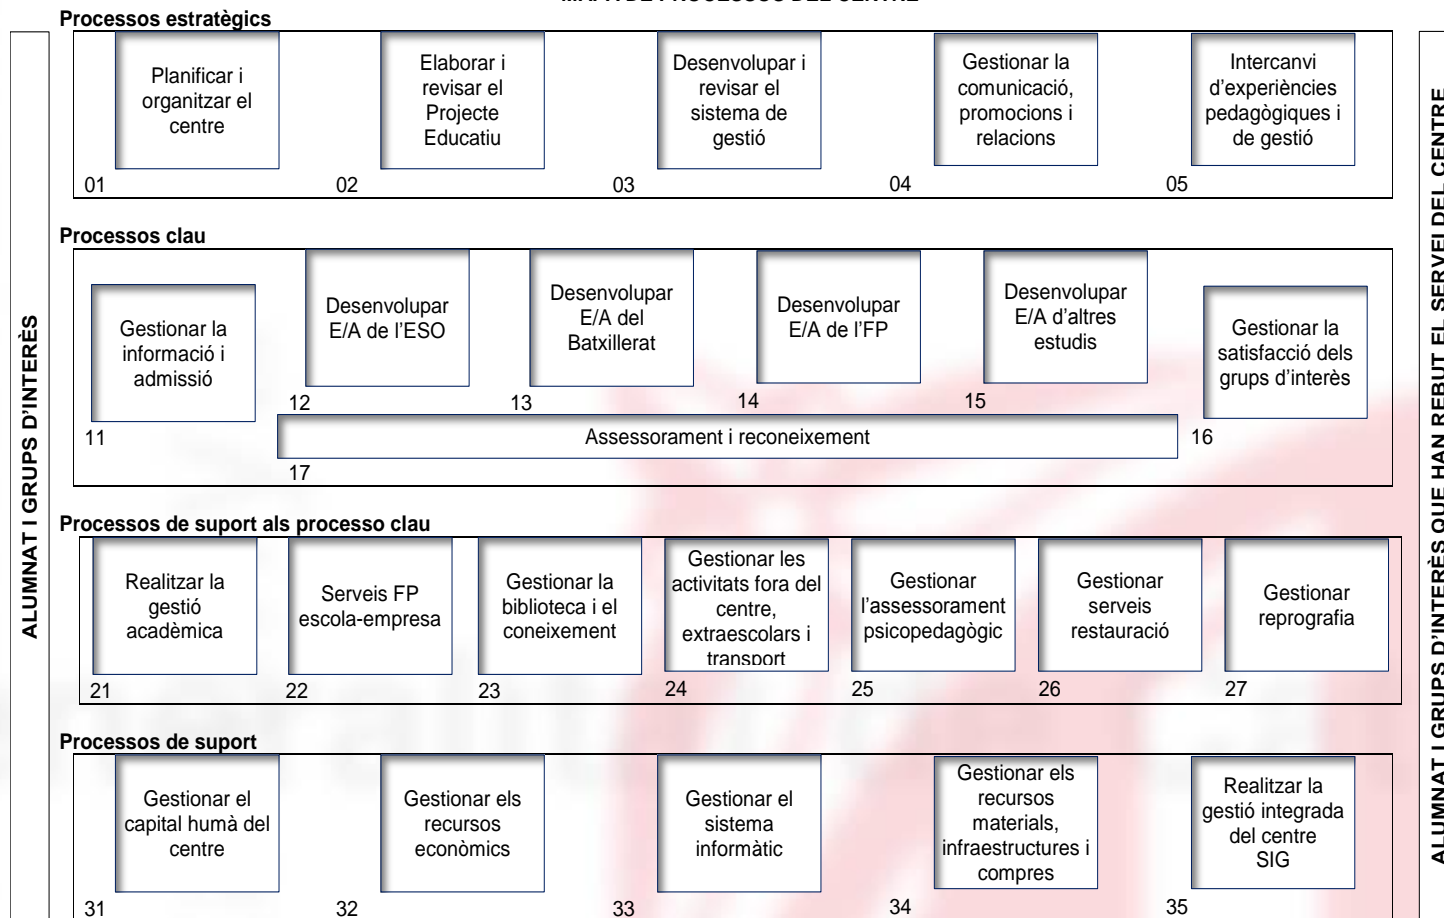 Processos estratègics
Planificar i
organitzar el
centre
01
Elaborar i
revisar el
Projecte
Educatiu
02
Desenvolupar i
revisar el
sistema de
gestió
03
Gestionar la
comunicació,
promocions i
relacions
04
Intercanvi
d'experiències
pedagògiques i
de gestió
05
Processos clau
Gestionar la
informació i
admissió
11
Desenvolupar
E/A de l'ESO
12
Desenvolupar
E/A del
Batxillerat
13
Desenvolupar
E/A de l'FP
14
Desenvolupar
E/A d'altres
estudis
15
Gestionar la
satisfacció dels
grups d'interès
16
Assessorament i reconeixement
17
Processos de suport als processo clau
Realitzar la
gestió
acadèmica
21
Serveis FP
escola-empresa
22
Gestionar la
biblioteca i el
coneixement
23
Gestionar les
activitats fora del
centre,
extraescolars i
transport
24
Gestionar
l'assessorament
psicopedagògic
25
Gestionar
serveis
restauració
26
Gestionar
reprografia
27
Processos de suport
Gestionar el
capital humà del
centre
31
Gestionar els
recursos
econòmics
32
Gestionar el
sistema
informàtic
33
Gestionar els
recursos
materials,
infraestructures i
compres
34
Realitzar la
gestió integrada
del centre
SIG
35
ALUMNAT I GRUPS D'INTERÈS
ALUMNAT I GRUPS D'INTERÈS QUE HAN REBUT EL SERVEI DEL CENTRE